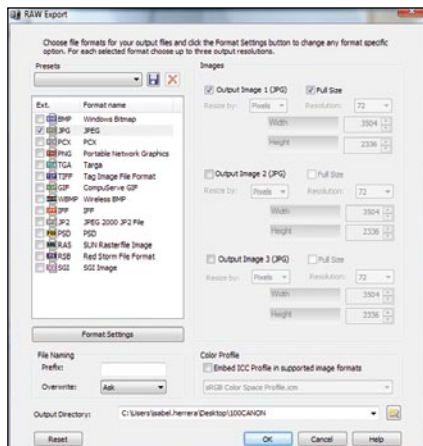 RAW Export
Choose file formats for your output files and click the Format Settings button to change any format specific
option. For each selected format choose up to three output resolutions.
Presets
Ext. Format name
BMP Windows Bitmap
JPG JPEG
PCX PCX
PNG Portable Network Graphics
TGA Targa
TIFF Tag Image File Format
GIF CompuServe GIF
WBMP Wireless BMP
IFF IFF
JP2 JPEG 2000 JP2 File
PSD PSD
RAS SUN Rasterfile Image
RSB Red Storm File Format
SGI SGI Image
Format Settings
File Naming
Prefix:
Overwrite: Ask
Images
Output Image 1 (JPG) Full Size
Resize by: Pixels Resolution: 72
Width 3504
Height 2336
Output Image 2 (JPG) Full Size
Resize by: Pixels Resolution: 72
Width 3504
Height 2336
Output Image 3 (JPG) Full Size
Resize by: Pixels Resolution: 72
Width 3504
Height 2336
Color Profile
Embed ICC Profile in supported image formats
sRGB Color Space Profile.icm
Output Directory: C:\Users\isabel.herrera\Desktop\100CANON
Reset OK Cancel Help